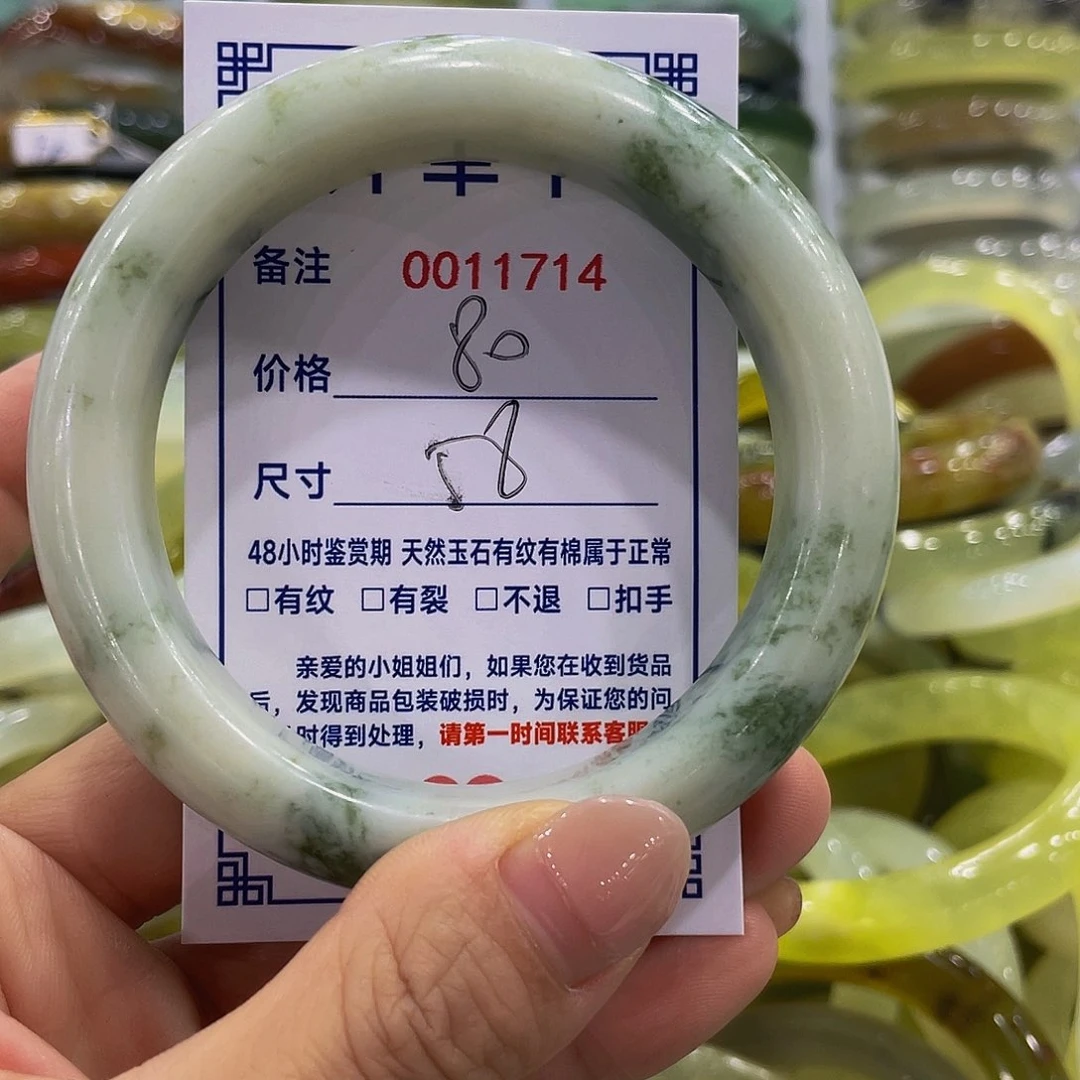 备注 0011714
价格 80
尺寸 58
48小时鉴赏期 天然玉石有纹有棉属于正常
□有纹 □有裂 □不退 □扣手
亲爱的小姐姐们，如果您在收到货品
后，发现商品包装破损时，为保证您的问
时得到处理，请第一时间联系客服